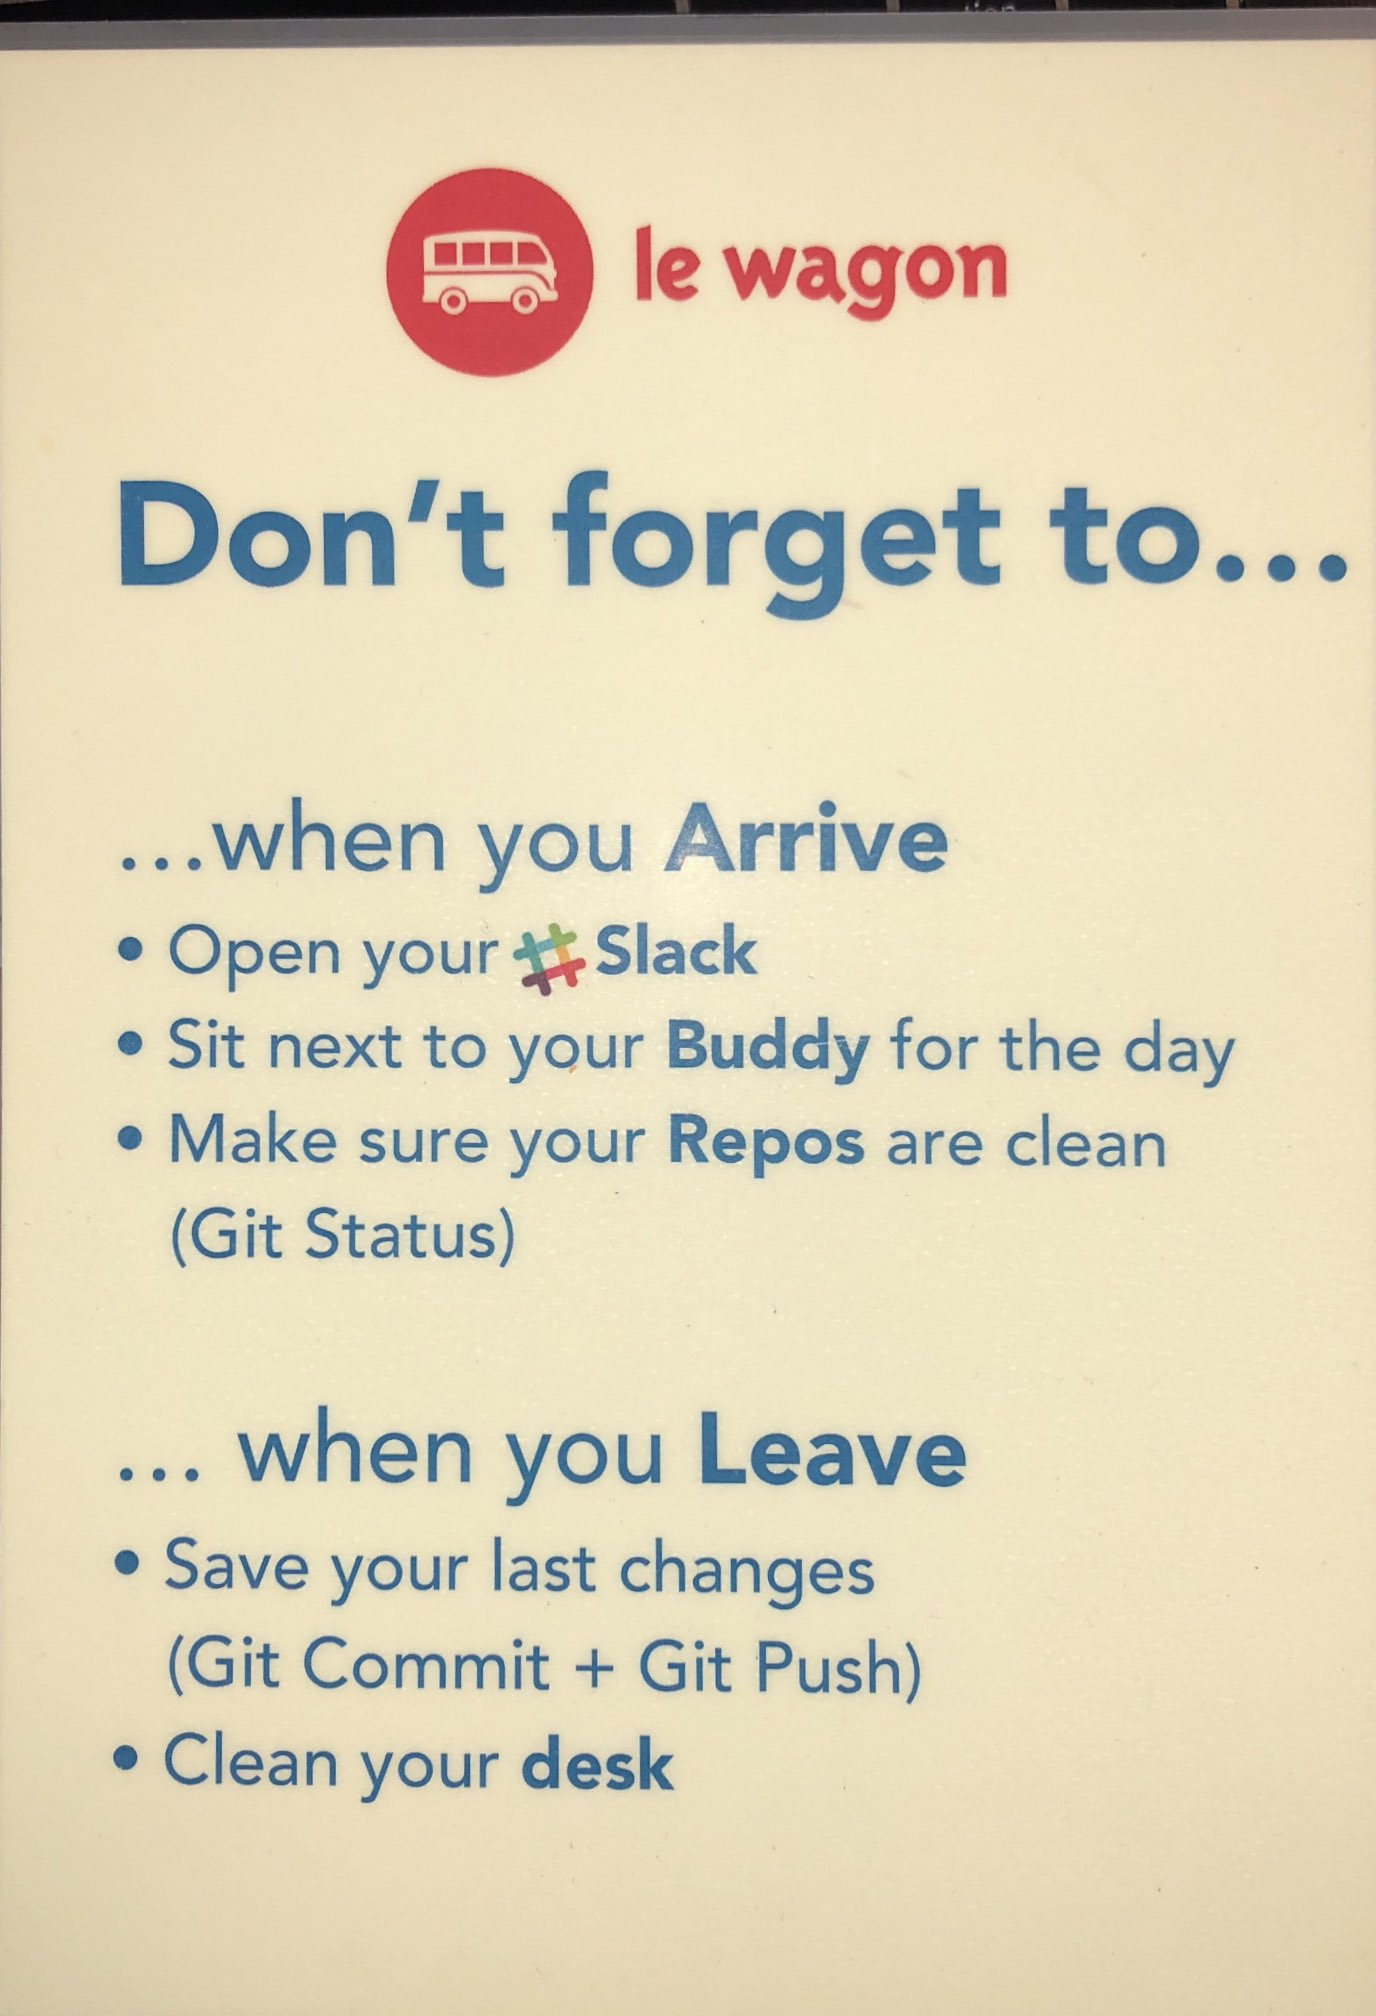 le wagon
Don't forget to...
...when you Arrive
• Open your Slack
• Sit next to your Buddy for the day
• Make sure your Repos are clean
(Git Status)
... when you Leave
• Save your last changes
(Git Commit + Git Push)
• Clean your desk